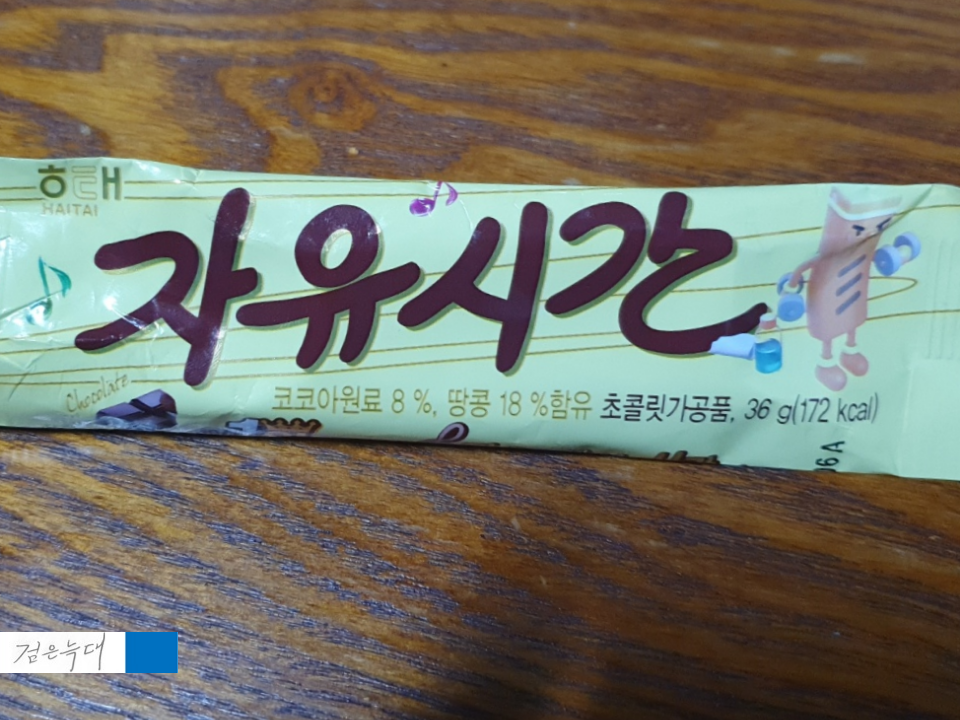 해태
HAITAI
자유시간
Chocolate
코코아원료 8 %, 땅콩 18 %함유 초콜릿가공품, 36 g(172 kcal)
06A
검은늑대